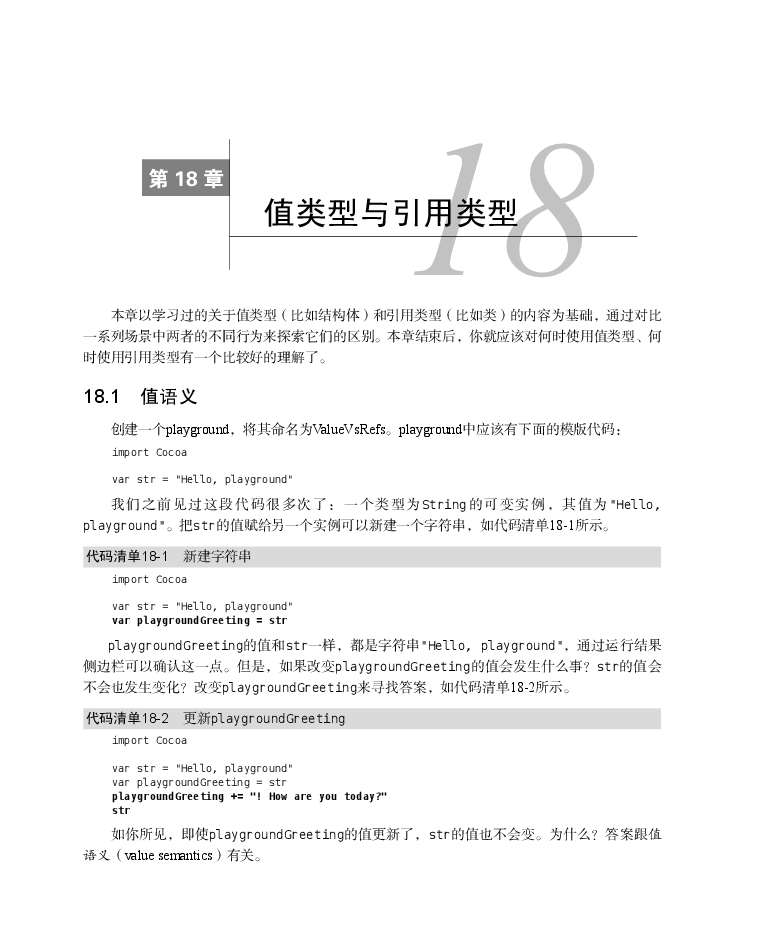 第 18 章
18
值类型与引用类型
本章以学习过的关于值类型（比如结构体）和引用类型（比如类）的内容为基础，通过对比
一系列场景中两者的不同行为来探索它们的区别。本章结束后，你就应该对何时使用值类型、何
时使用引用类型有一个比较好的理解了。
18.1 值语义
创建一个playground，将其命名为ValueVsRefs。playground中应该有下面的模版代码：
import Cocoa
var str = "Hello, playground"
我们之前见过这段代码很多次了：一个类型为String的可变实例，其值为"Hello,
playground"。把str的值赋给另一个实例可以新建一个字符串，如代码清单18-1所示。
代码清单18-1 新建字符串
import Cocoa
var str = "Hello, playground"
var playgroundGreeting = str
playgroundGreeting的值和str一样，都是字符串"Hello, playground"，通过运行结果
侧边栏可以确认这一点。但是，如果改变playgroundGreeting的值会发生什么事？str的值会
不会也发生变化？改变playgroundGreeting来寻找答案，如代码清单18-2所示。
代码清单18-2 更新playgroundGreeting
import Cocoa
var str = "Hello, playground"
var playgroundGreeting = str
playgroundGreeting += "! How are you today?"
str
如你所见，即使playgroundGreeting的值更新了，str的值也不会变。为什么？答案跟值
语义（value semantics）有关。